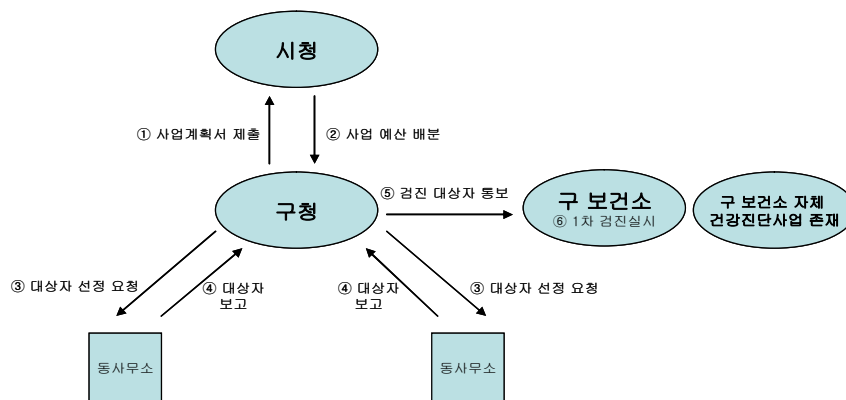 시청
① 사업계획서 제출
② 사업 예산 배분
구청
⑤ 검진 대상자 통보
구 보건소
⑥ 1차 검진실시
구 보건소 자체
건강진단사업 존재
③ 대상자 선정 요청
④ 대상자
보고
④ 대상자
보고
③ 대상자 선정 요청
동사무소
동사무소